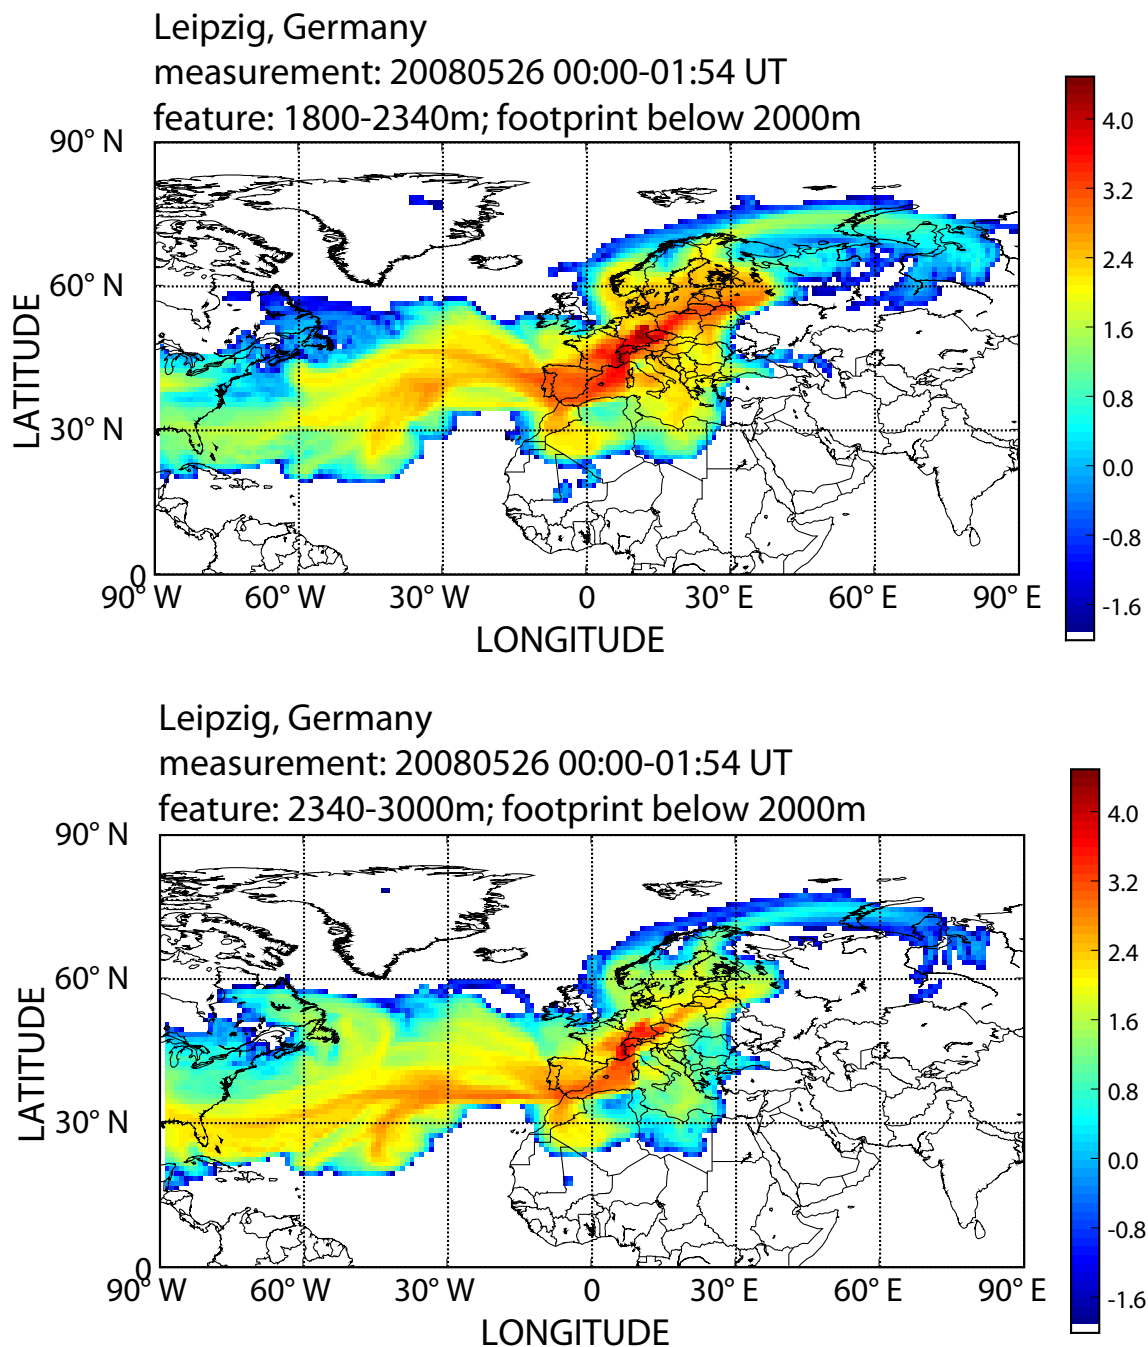 Leipzig, Germany
measurement: 20080526 00:00-01:54 UT
feature: 1800-2340m; footprint below 2000m
90° N
60° N
30° N
0
LATITUDE
90° W 60° W 30° W 0 30° E 60° E 90° E
LONGITUDE
4.0
3.2
2.4
1.6
0.8
0.0
-0.8
-1.6
Leipzig, Germany
measurement: 20080526 00:00-01:54 UT
feature: 2340-3000m; footprint below 2000m
90° N
60° N
30° N
0
LATITUDE
90° W 60° W 30° W 0 30° E 60° E 90° E
LONGITUDE
4.0
3.2
2.4
1.6
0.8
0.0
-0.8
-1.6